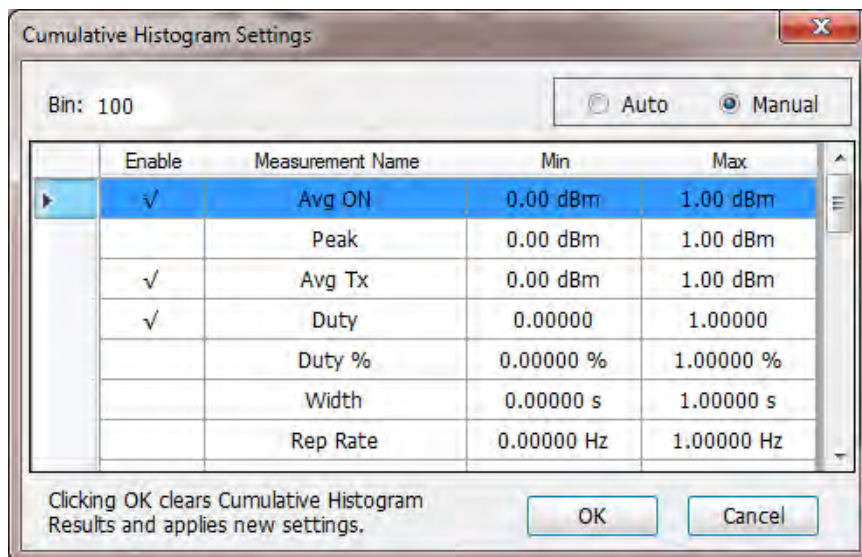 Cumulative Histogram Settings
X
Bin: 100
Auto Manual
Enable Measurement Name Min Max
√ Avg ON 0.00 dBm 1.00 dBm
Peak 0.00 dBm 1.00 dBm
√ Avg Tx 0.00 dBm 1.00 dBm
√ Duty 0.00000 1.00000
Duty % 0.00000 % 1.00000 %
Width 0.00000 s 1.00000 s
Rep Rate 0.00000 Hz 1.00000 Hz
Clicking OK clears Cumulative Histogram
Results and applies new settings.
OK Cancel